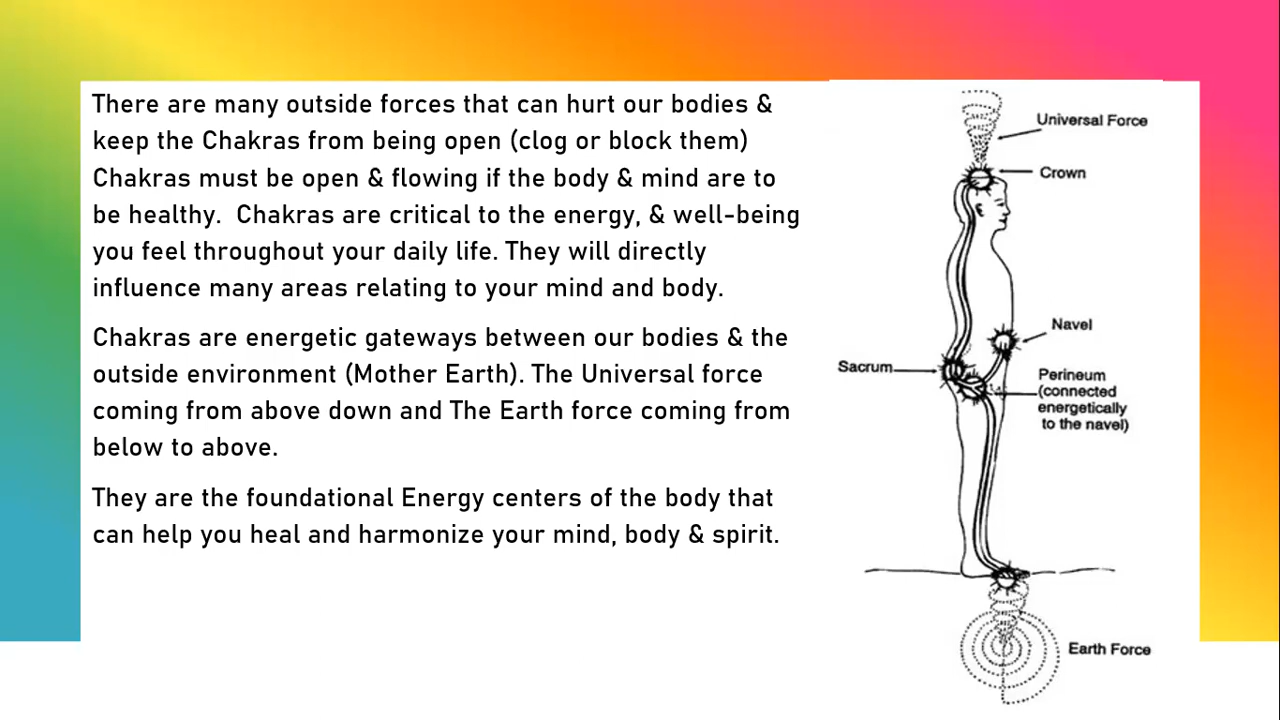 There are many outside forces that can hurt our bodies &
keep the Chakras from being open (clog or block them)
Chakras must be open & flowing if the body & mind are to
be healthy.  Chakras are critical to the energy, & well-being
you feel throughout your daily life. They will directly
influence many areas relating to your mind and body.
Chakras are energetic gateways between our bodies & the
outside environment (Mother Earth). The Universal force
coming from above down and The Earth force coming from
below to above.
They are the foundational Energy centers of the body that
can help you heal and harmonize your mind, body & spirit.
Universal Force
Crown
Navel
Sacrum
Perineum
(connected
energetically
to the navel)
Earth Force